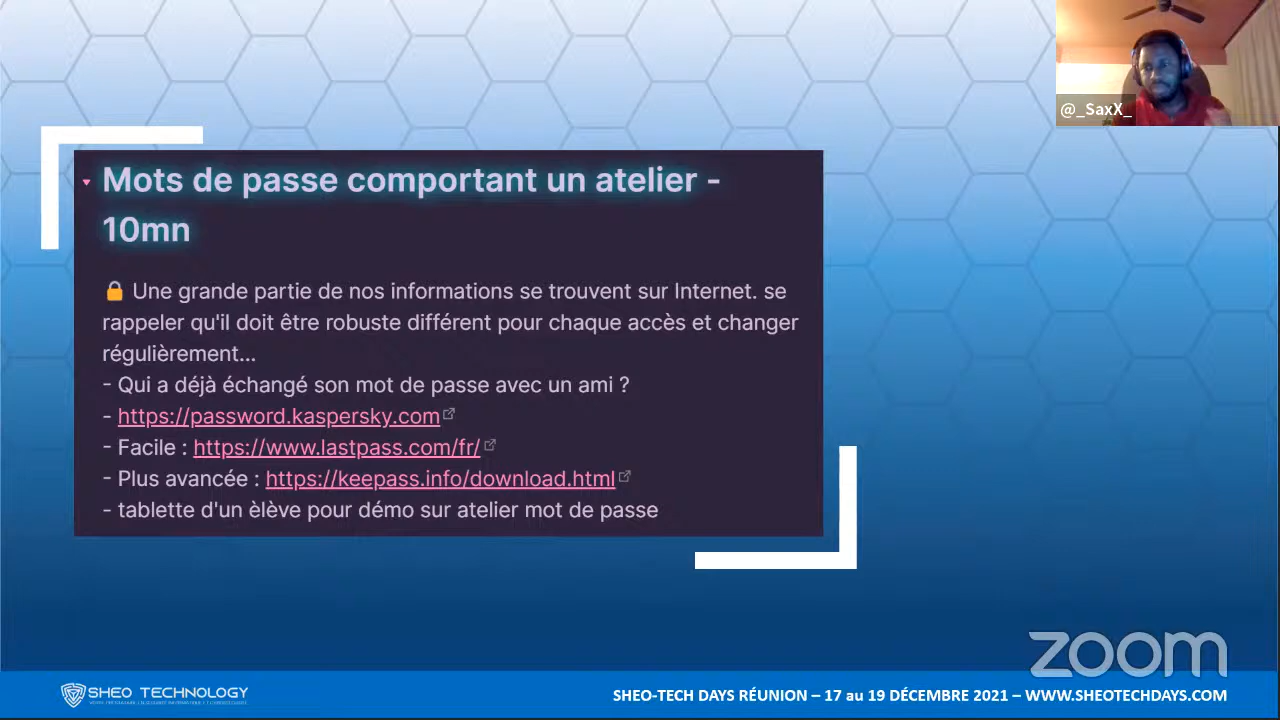 @_SaxX_
Mots de passe comportant un atelier -
10mn
🔒 Une grande partie de nos informations se trouvent sur Internet. se
rappeler qu'il doit être robuste différent pour chaque accès et changer
régulièrement...
- Qui a déjà échangé son mot de passe avec un ami ?
- https://password.kaspersky.com
- Facile : https://www.lastpass.com/fr/
- Plus avancée : https://keepass.info/download.html
- tablette d'un èlève pour démo sur atelier mot de passe
zoom
SHEO TECHNOLOGY
SHEO-TECH DAYS RÉUNION – 17 au 19 DÉCEMBRE 2021 – WWW.SHEOTECHDAYS.COM